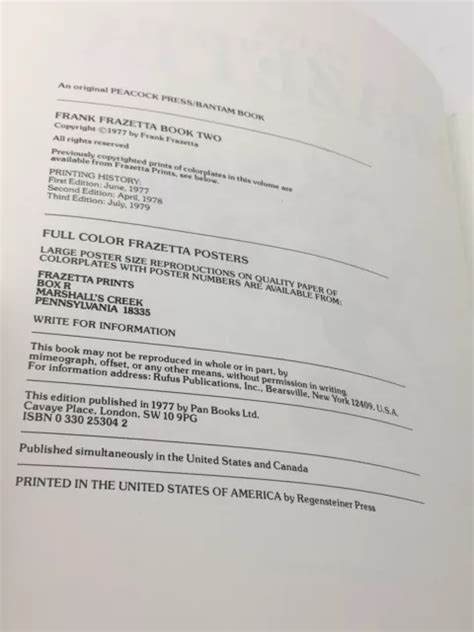 An original PEACOCK PRESS/BANTAM BOOK
FRANK FRAZETTA BOOK TWO
Copyright ©1977 by Frank Frazetta
All rights reserved
Previously copyrighted prints of colorplates in this volume are
available from Frazetta Prints, see below.
PRINTING HISTORY:
First Edition: June, 1977
Second Edition: April, 1978
Third Edition: July, 1979
FULL COLOR FRAZETTA POSTERS
LARGE POSTER SIZE REPRODUCTIONS ON QUALITY PAPER OF
COLORPLATES WITH POSTER NUMBERS ARE AVAILABLE FROM:
FRAZETTA PRINTS
BOX R
MARSHALL'S CREEK
PENNSYLVANIA 18335
WRITE FOR INFORMATION
This book may not be reproduced in whole or in part, by
mimeograph, offset, or any other means, without permission in writing.
For information address: Rufus Publications, Inc., Bearsville, New York 12409, U.S.A.
This edition published in 1977 by Pan Books Ltd.
Cavaye Place, London, SW 10 9PG
ISBN 0 330 25304 2
Published simultaneously in the United States and Canada
PRINTED IN THE UNITED STATES OF AMERICA by Regensteiner Press